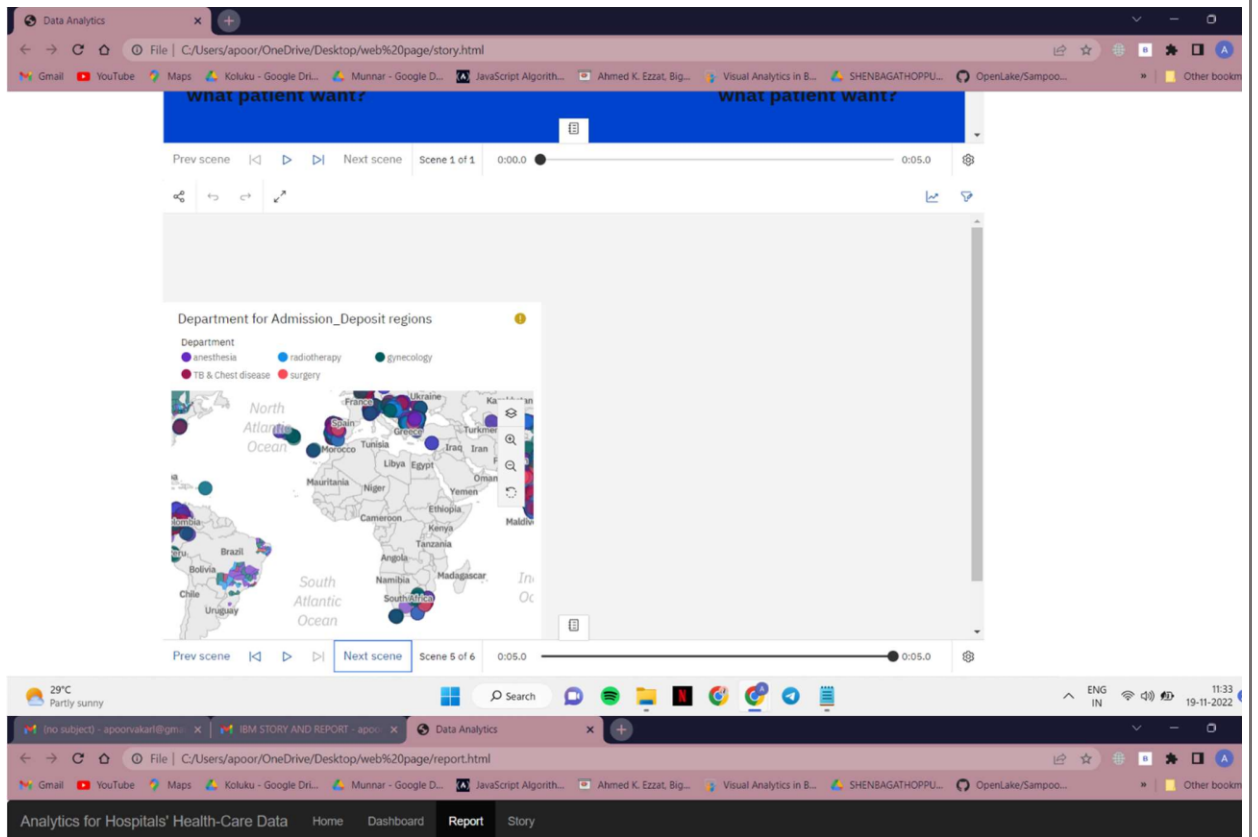 Data Analytics
File | C:/Users/apoor/OneDrive/Desktop/web%20page/story.html
Gmail YouTube Maps Koluku - Google Dri... Munnar - Google D... JavaScript Algorith... Ahmed K. Ezzat, Big... Visual Analytics in B... SHENBAGATHOPPU... OpenLake/Sampoo... » Other bookm
what patient want? what patient want?
Prev scene Next scene Scene 1 of 1 0:00.0 0:05.0
Department for Admission_Deposit regions
Department
anesthesia radiotherapy gynecology
TB & Chest disease surgery
North Atlantic Ocean
France
Ukraine
Spain
Greece
Turkmen
Morocco
Tunisia
Iraq
Iran
Libya
Egypt
Oman
Mauritania
Niger
Yemen
Ethiopia
Cameroon
Kenya
Maldiv
Tanzania
Brazil
Bolivia
Angola
Chile
South Atlantic Ocean
Namibia
Madagascar
South Africa
Uruguay
Prev scene Next scene Scene 5 of 6 0:05.0 0:05.0
29°C
Partly sunny
Search
ENG
IN
11:33
19-11-2022
(no subject) - apoorvakarl@gma IBM STORY AND REPORT - apoo Data Analytics
File | C:/Users/apoor/OneDrive/Desktop/web%20page/report.html
Gmail YouTube Maps Koluku - Google Dri... Munnar - Google D... JavaScript Algorith... Ahmed K. Ezzat, Big... Visual Analytics in B... SHENBAGATHOPPU... OpenLake/Sampoo... » Other bookm
Analytics for Hospitals' Health-Care Data Home Dashboard Report Story